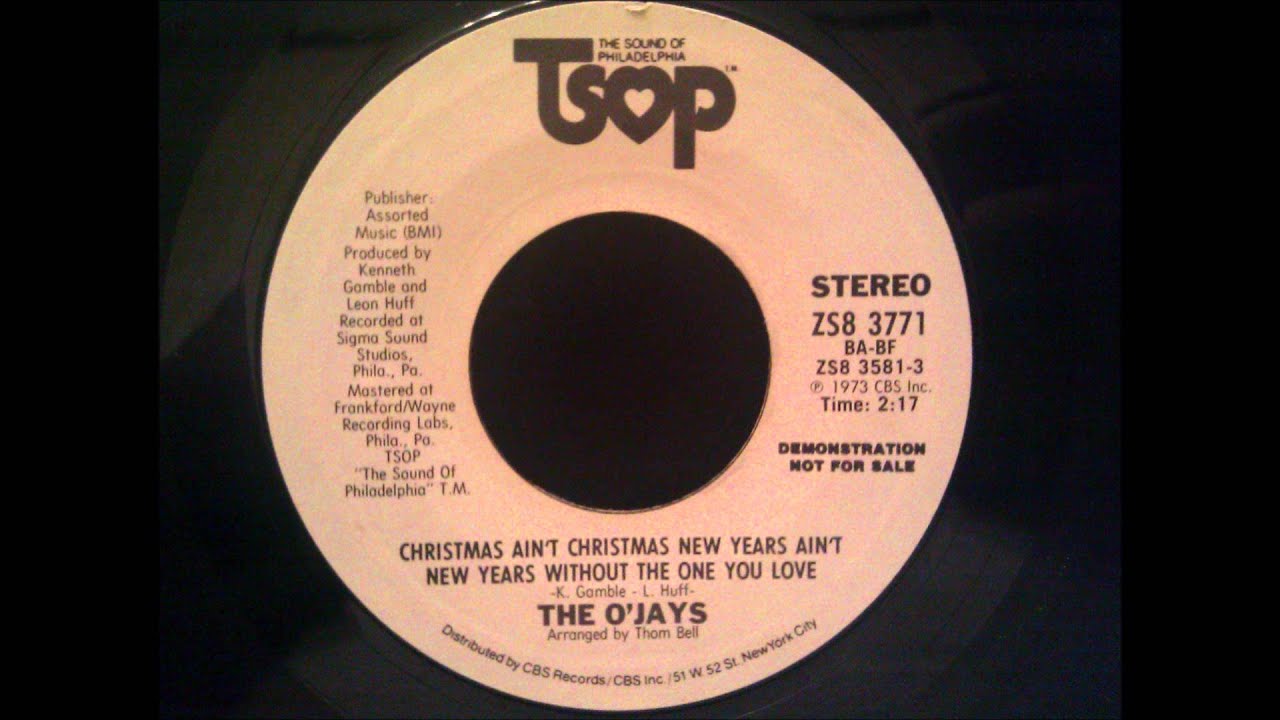 THE SOUND OF
PHILADELPHIA
TSOP T.M.
Publisher:
Assorted
Music (BMI)
Produced by
Kenneth
Gamble and
Leon Huff
Recorded at
Sigma Sound
Studios,
Phila., Pa.
Mastered at
Frankford/Wayne
Recording Labs,
Phila., Pa.
TSOP
"The Sound Of
Philadelphia" T.M.
STEREO
ZS8 3771
BA-BF
ZS8 3581-3
℗ 1973 CBS Inc.
Time: 2:17
DEMONSTRATION
NOT FOR SALE
CHRISTMAS AIN'T CHRISTMAS NEW YEARS AIN'T
NEW YEARS WITHOUT THE ONE YOU LOVE
-K. Gamble - L. Huff-
THE O'JAYS
Arranged by Thom Bell
Distributed by CBS Records/CBS Inc./51 W. 52 St. New York City